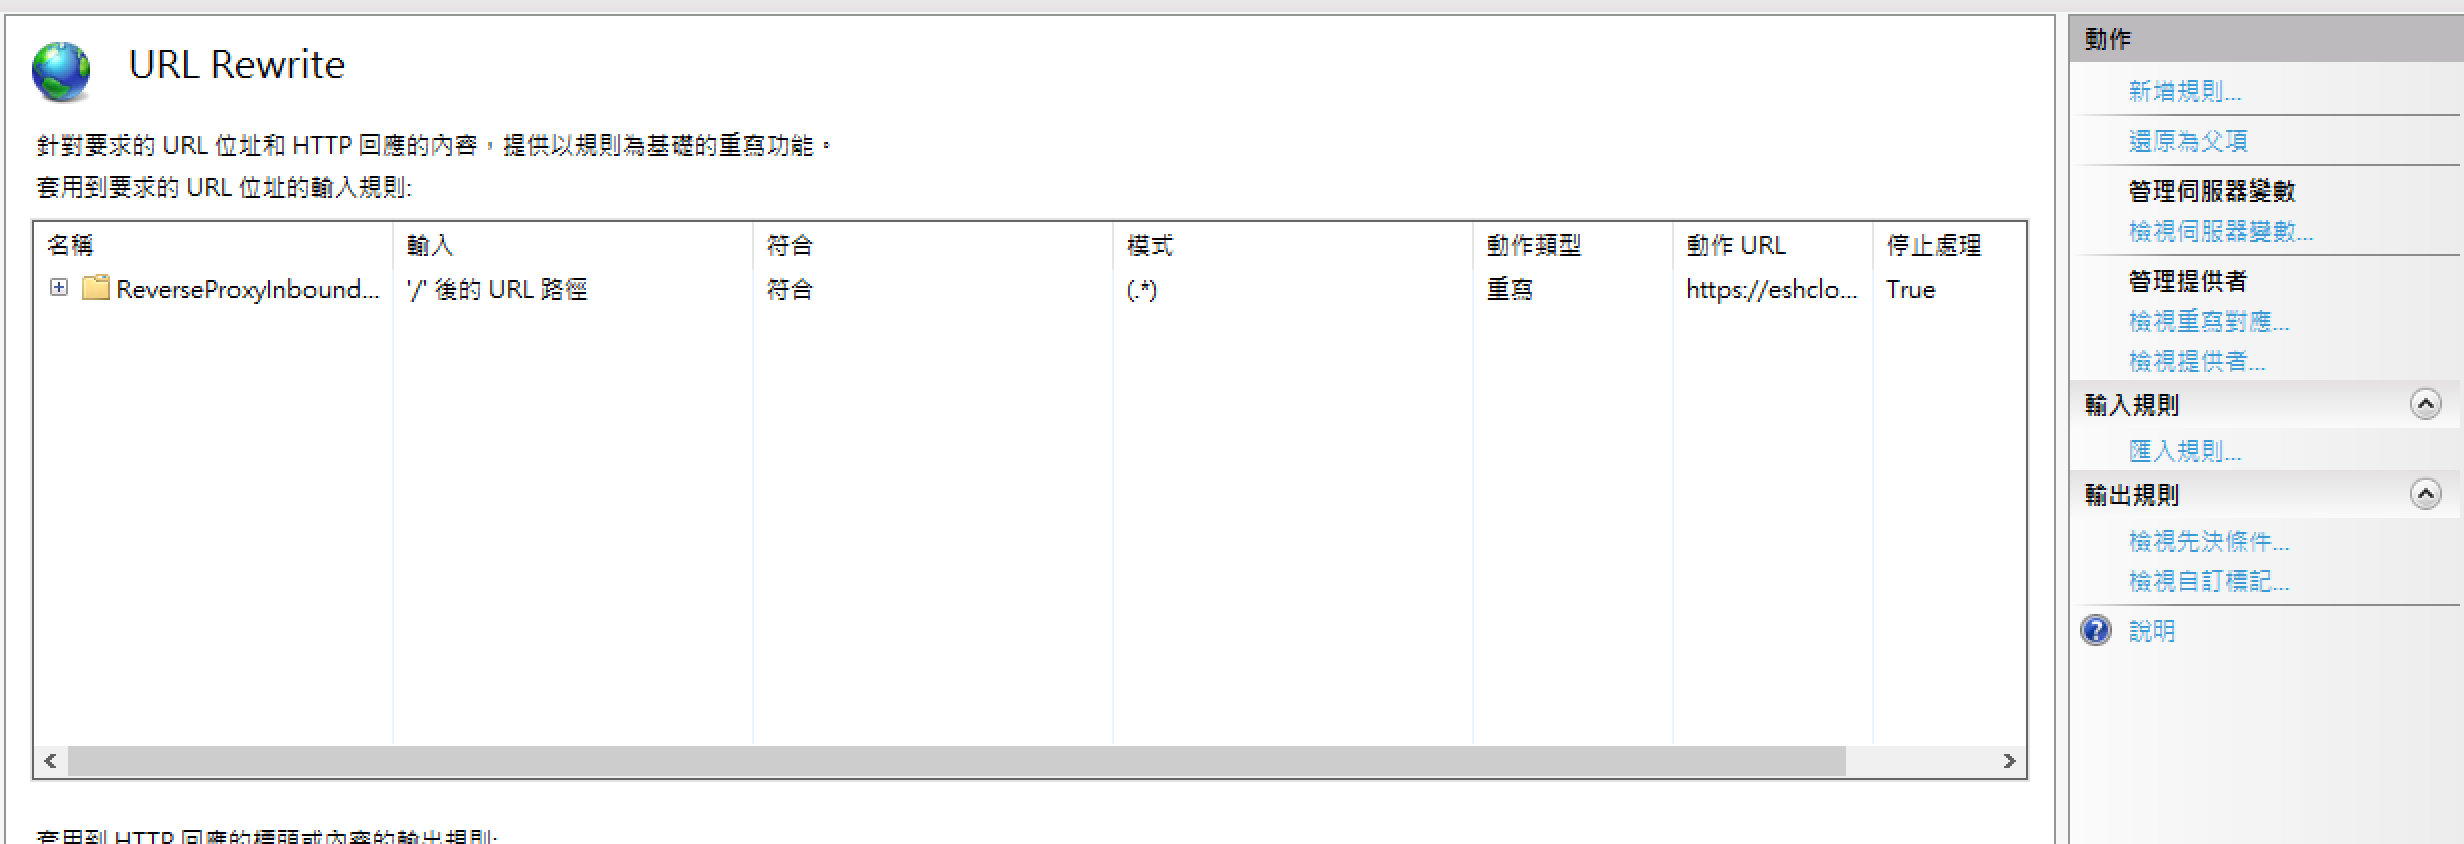 URL Rewrite
針對要求的 URL 位址和 HTTP 回應的內容，提供以規則為基礎的重寫功能。
套用到要求的 URL 位址的輸入規則:
名稱 輸入 符合 模式 動作類型 動作 URL 停止處理
ReverseProxyInbound... '/' 後的 URL 路徑 符合 (.*) 重寫 https://eshclo... True
套用到 HTTP 回應的標頭或內容的輸出規則:
動作
新增規則...
還原為父項
管理伺服器變數
檢視伺服器變數...
管理提供者
檢視重寫對應...
檢視提供者...
輸入規則
匯入規則...
輸出規則
檢視先決條件...
檢視自訂標記...
說明